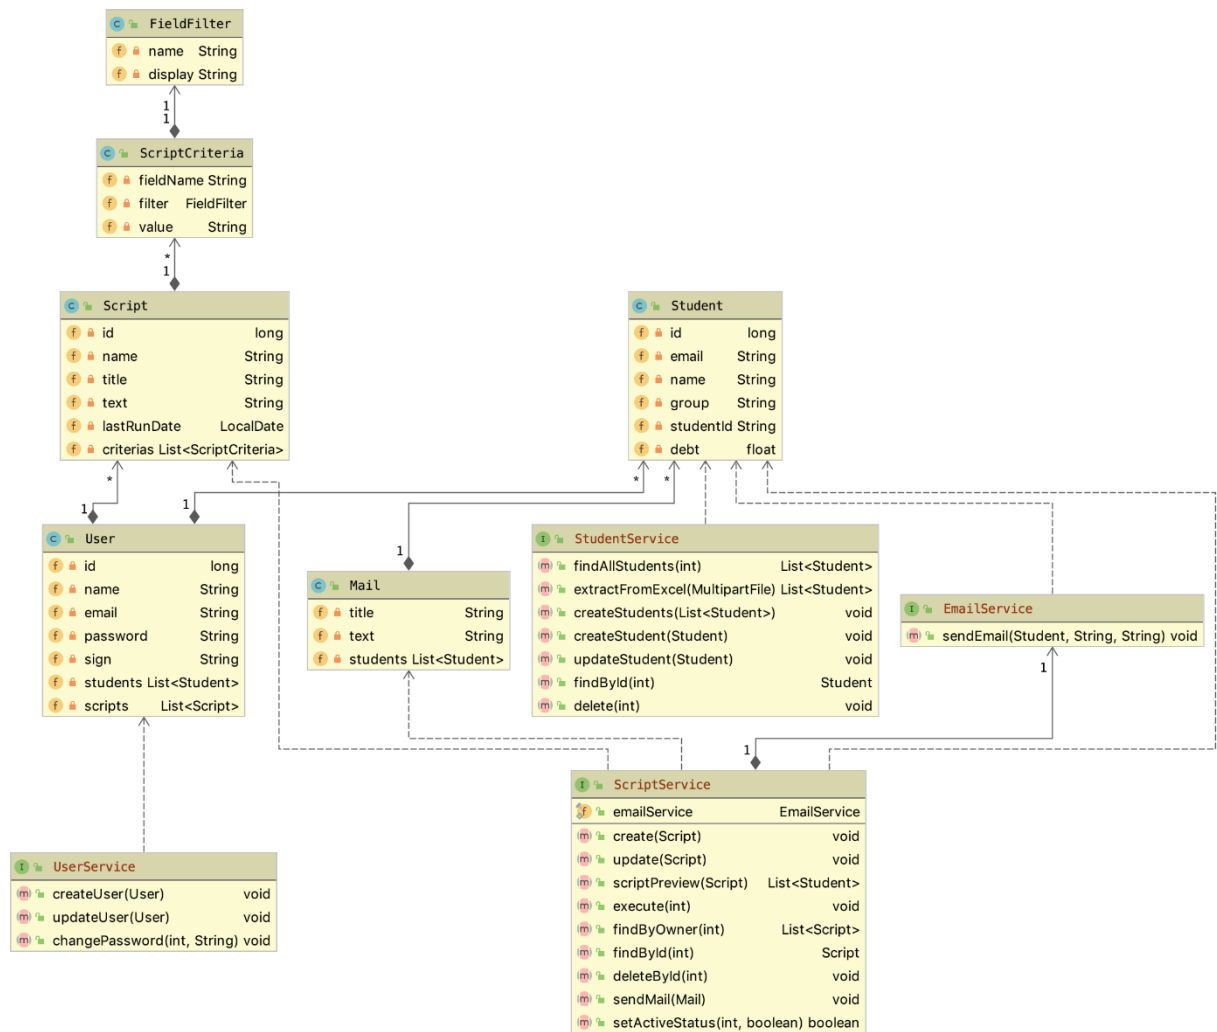 FieldFilter
name String
display String
1
1
ScriptCriteria
fieldName String
filter FieldFilter
value String
*
1
Script
id long
name String
title String
text String
lastRunDate LocalDate
criterias List<ScriptCriteria>
Student
id long
email String
name String
group String
studentId String
debt float
*
1
*
1
*
1
User
id long
name String
email String
password String
sign String
students List<Student>
scripts List<Script>
Mail
title String
text String
students List<Student>
StudentService
findAllStudents(int) List<Student>
extractFromExcel(MultipartFile) List<Student>
createStudents(List<Student>) void
createStudent(Student) void
updateStudent(Student) void
findById(int) Student
delete(int) void
EmailService
sendEmail(Student, String, String) void
1
1
ScriptService
emailService EmailService
create(Script) void
update(Script) void
scriptPreview(Script) List<Student>
execute(int) void
findByOwner(int) List<Script>
findById(int) Script
deleteById(int) void
sendMail(Mail) void
setActiveStatus(int, boolean) boolean
UserService
createUser(User) void
updateUser(User) void
changePassword(int, String) void